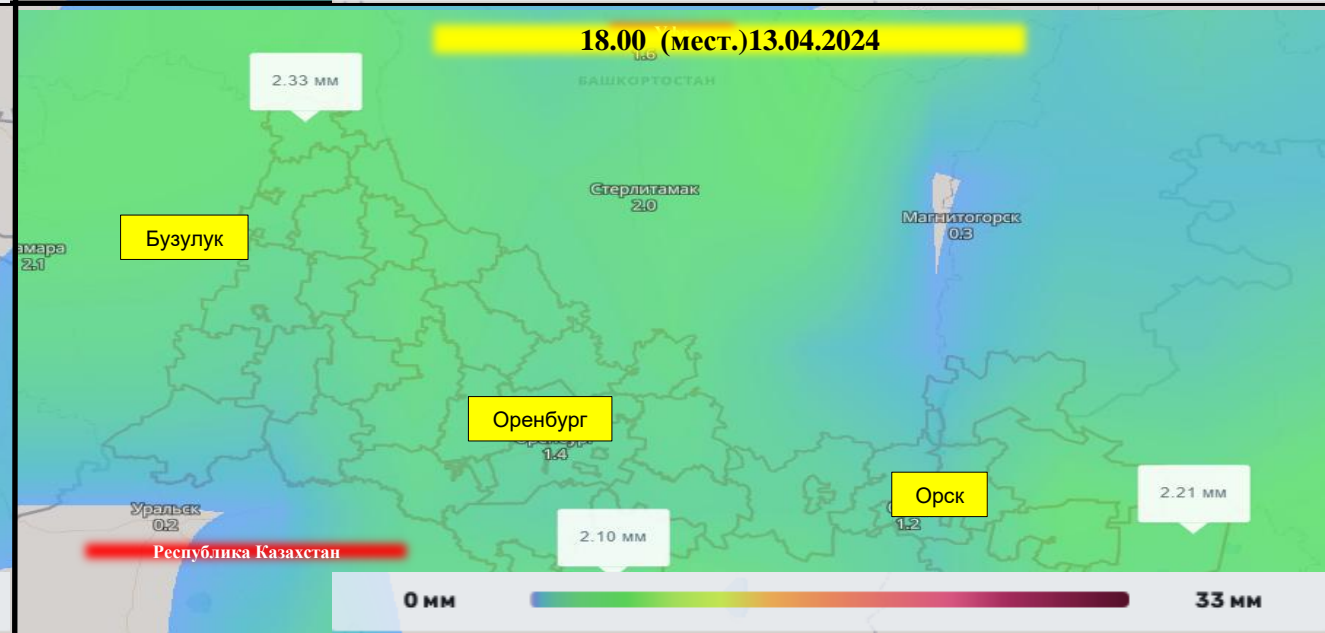 18.00 (мест.)13.04.2024
1.6
БАШКОРТОСТАН
2.33 мм
Стерлитамак
2.0
Магнитогорск
0.3
Бузулук
амара
2.1
Оренбург
1.4
Орск
1.2
2.21 мм
Уральск
0.2
2.10 мм
Республика Казахстан
0 мм
33 мм